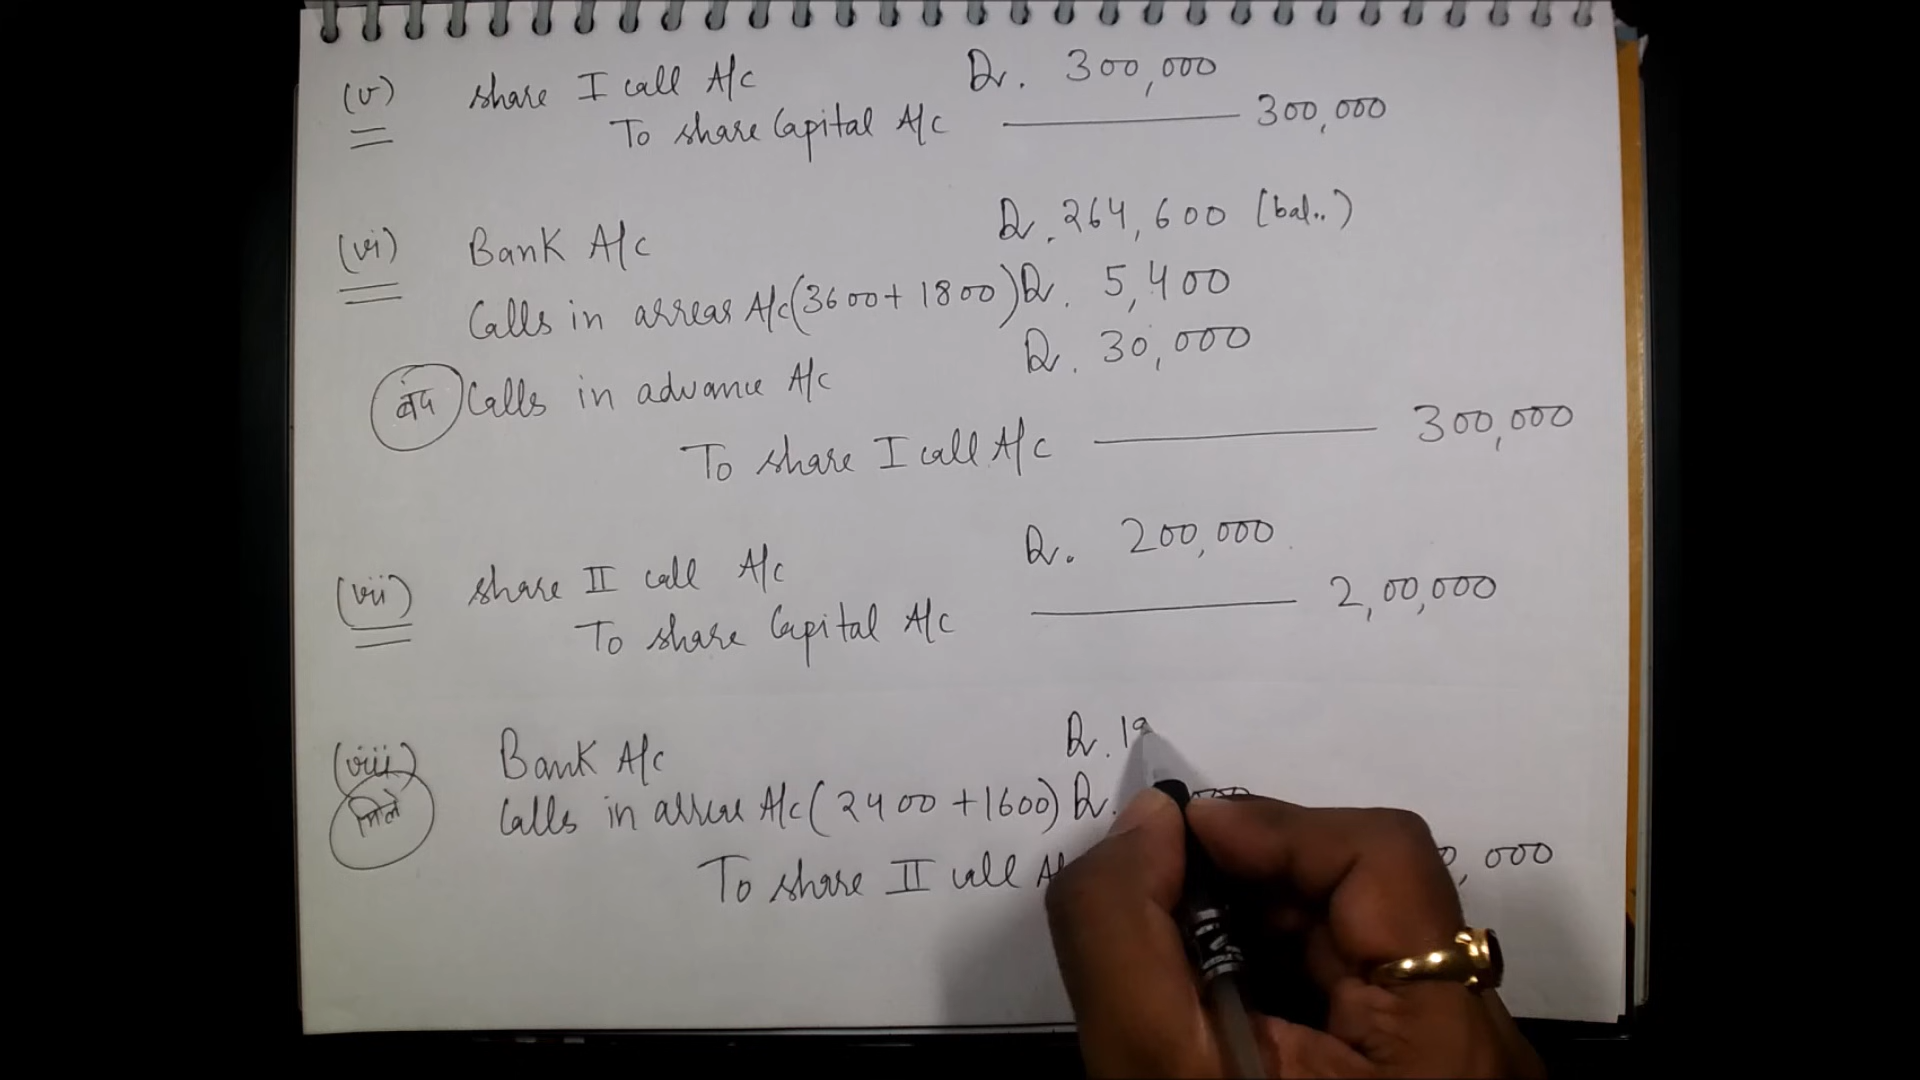 (v) share I call A/c Dr. 300,000
To share Capital A/c 300,000
(vi) Bank A/c Dr. 264,600 (bal..)
Calls in arrear A/c (3600 + 1800) Dr. 5,400
Calls in advance A/c Dr. 30,000
To share I call A/c 300,000
(vii) share II call A/c Dr. 200,000
To share Capital A/c 2,00,000
(viii) Bank A/c Dr. 19
Calls in arrear A/c (2400 + 1600) Dr.
To share II call